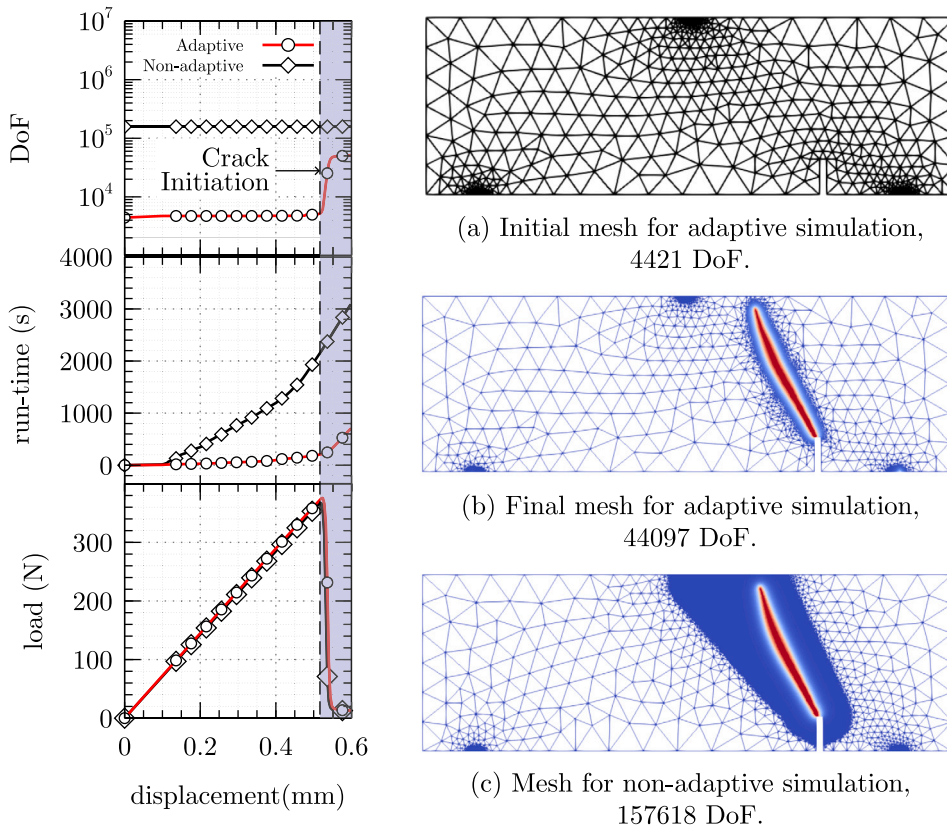 10^7
10^6
10^5
10^4
DoF
Adaptive
Non-adaptive
Crack
Initiation
4000
3000
2000
1000
0
run-time (s)
300
200
100
0
load (N)
0 0.2 0.4 0.6
displacement(mm)
(a) Initial mesh for adaptive simulation,
4421 DoF.
(b) Final mesh for adaptive simulation,
44097 DoF.
(c) Mesh for non-adaptive simulation,
157618 DoF.